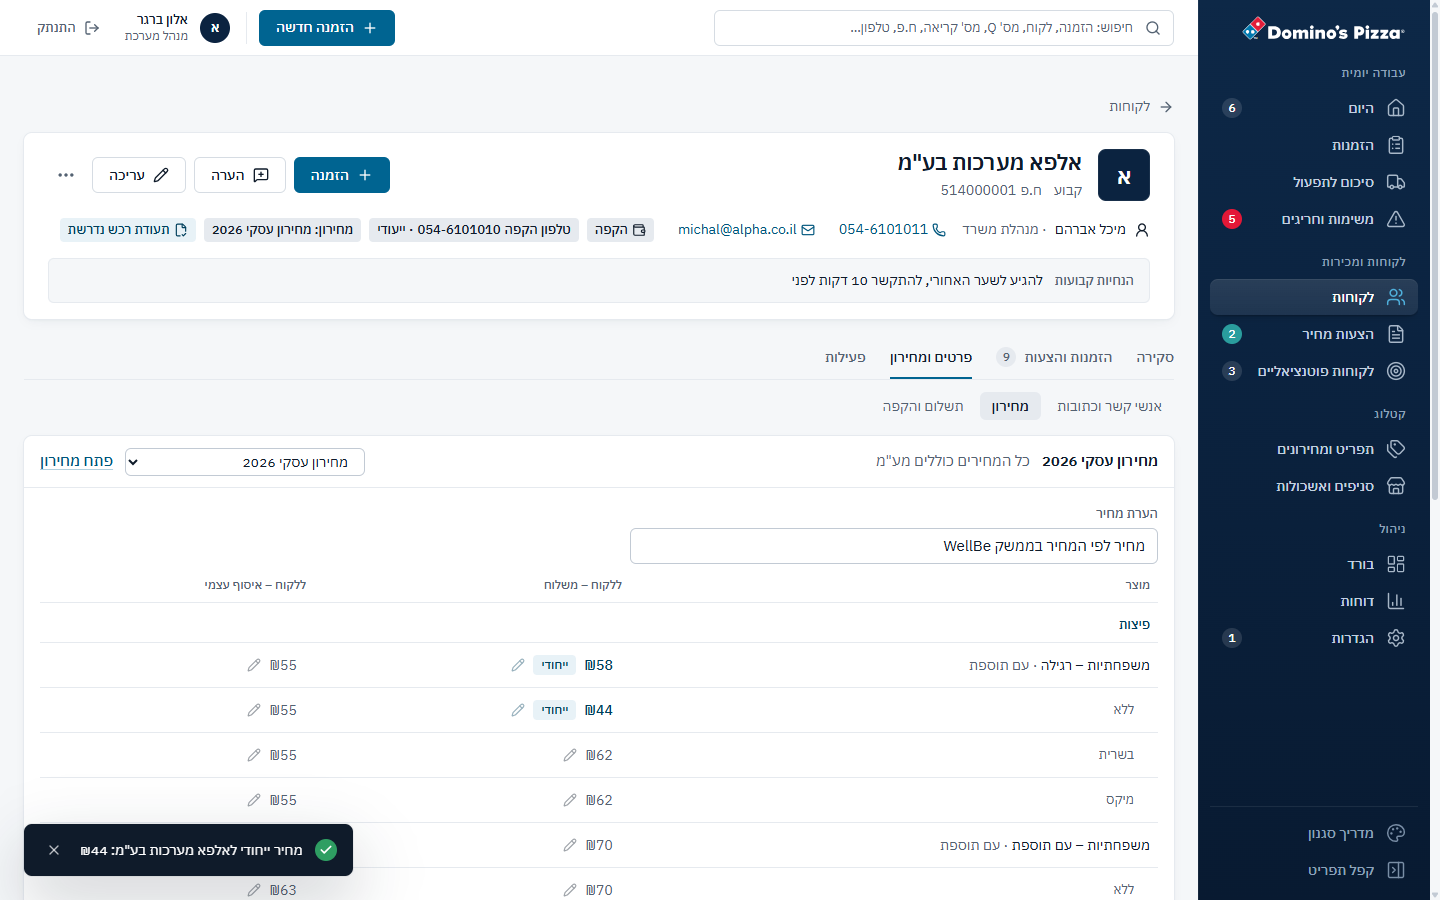 Domino's Pizza
עבודה יומית
היום 6
הזמנות
סיכום לתפעול
משימות וחריגים 5
לקוחות ומכירות
לקוחות
הצעות מחיר 2
לקוחות פוטנציאליים 3
קטלוג
תפריט ומחירונים
סניפים ואשכולות
ניהול
בורד
דוחות
הגדרות 1
מדריך סגנון
קפל תפריט
חיפוש: הזמנה, לקוח, מס' Q, מס' קריאה, ח.פ, טלפון...
הזמנה חדשה
א
אלון ברגר
מנהל מערכת
התנתק
לקוחות
א
אלפא מערכות בע"מ
קבוע ח.פ 514000001
הזמנה
הערה
עריכה
מיכל אברהם · מנהלת משרד 054-6101011 michal@alpha.co.il הקפה טלפון הקפה 054-6101010 · ייעודי מחירון: מחירון עסקי 2026 תעודת רכש נדרשת
הנחיות קבועות להגיע לשער האחורי, להתקשר 10 דקות לפני
סקירה הזמנות והצעות 9 פרטים ומחירון פעילות
אנשי קשר וכתובות מחירון תשלום והקפה
מחירון עסקי 2026 כל המחירים כוללים מע"מ מחירון עסקי 2026 פתח מחירון
הערת מחיר
מחיר לפי המחיר בממשק WellBe
מוצר ללקוח – משלוח ללקוח – איסוף עצמי
פיצות
משפחתיות – רגילה · עם תוספת ₪58 ייחודי ₪55
ללא ₪44 ייחודי ₪55
בשרית ₪62 ₪55
מיקס ₪62 ₪55
משפחתיות – עם תוספת · עם תוספת ₪70
ללא ₪70 ₪63
מחיר ייחודי לאלפא מערכות בע"מ: ₪44